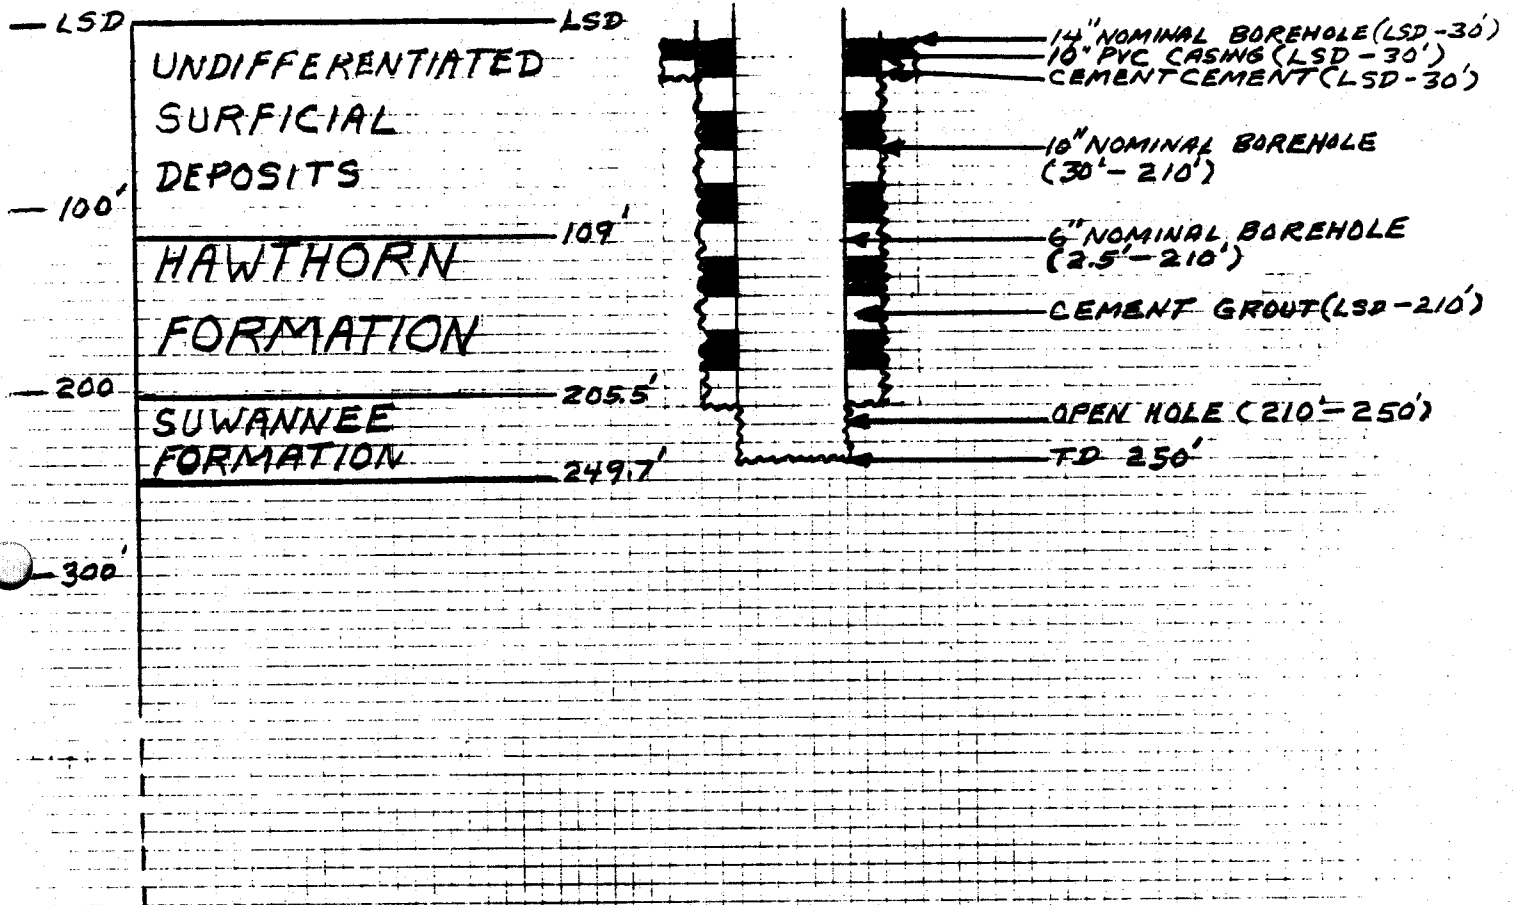 LSD
LSD
UNDIFFERENTIATED
SURFICIAL
DEPOSITS
100'
109'
HAWTHORN
FORMATION
200
205.5'
SUWANNEE
FORMATION
249.7'
300'
14" NOMINAL BOREHOLE (LSD-30')
10" PVC CASING (LSD-30')
CEMENT CEMENT (LSD-30')
10" NOMINAL BOREHOLE
(30'-210')
6" NOMINAL BOREHOLE
(2.5'-210')
CEMENT GROUT (LSD-210')
OPEN HOLE (210'-250')
TD 250'